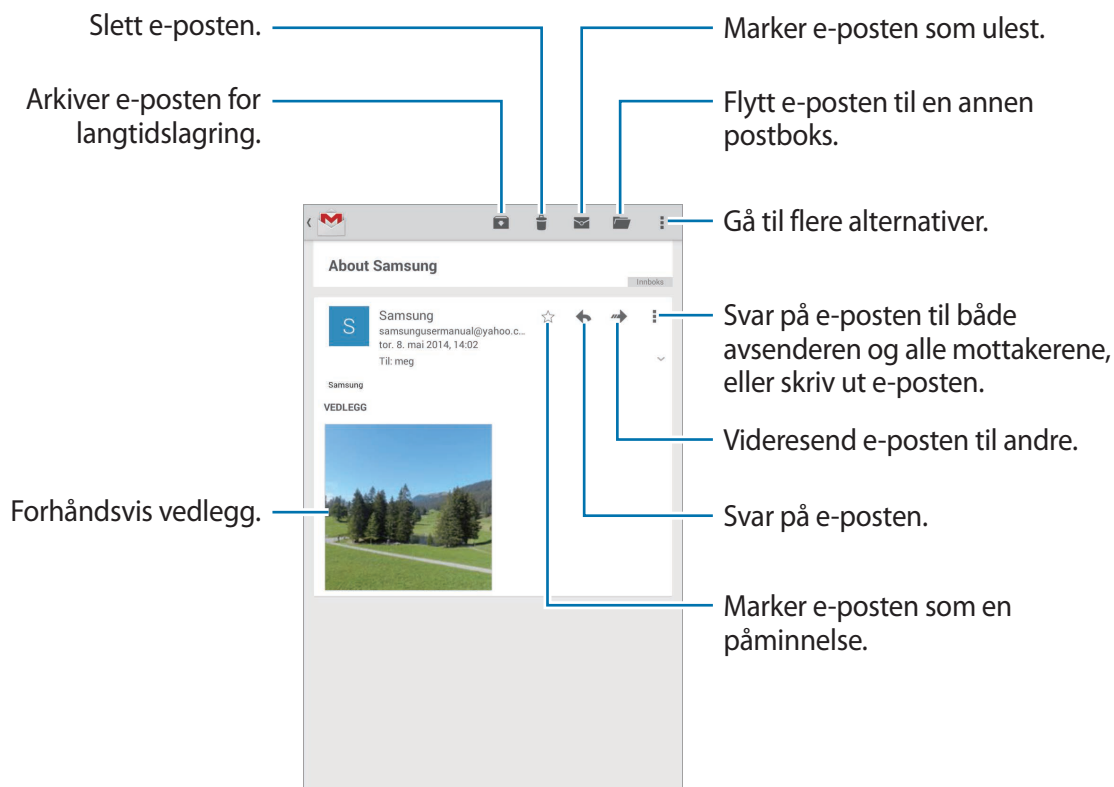 Slett e-posten.
Marker e-posten som ulest.
Arkiver e-posten for
langtidslagring.
Flytt e-posten til en annen
postboks.
Gå til flere alternativer.
About Samsung
Innboks
S
Samsung
samsungusermanual@yahoo.c...
tor. 8. mai 2014, 14:02
Til: meg
Samsung
VEDLEGG
Svar på e-posten til både
avsenderen og alle mottakerene,
eller skriv ut e-posten.
Videresend e-posten til andre.
Forhåndsvis vedlegg.
Svar på e-posten.
Marker e-posten som en
påminnelse.